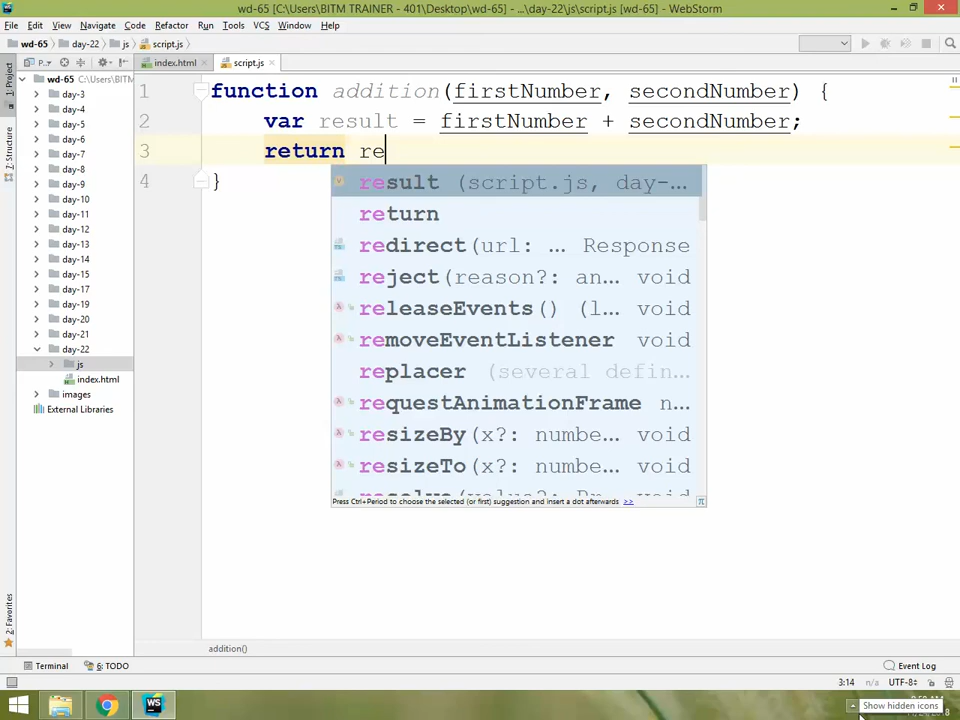 wd-65 [C:\Users\BITM TRAINER - 401\Desktop\wd-65] - ...\day-22\js\script.js [wd-65] - WebStorm
File Edit View Navigate Code Refactor Run Tools VCS Window Help
wd-65 day-22 js script.js
1: Project
P...
index.html script.js
wd-65 C:\Users\BITM
day-3
day-4
day-5
day-6
day-7
day-8
day-9
day-10
day-11
day-12
day-13
day-14
day-15
day-17
day-19
day-20
day-21
day-22
js
index.html
images
External Libraries
7: Structure
2: Favorites
1 function addition(firstNumber, secondNumber) {
2 var result = firstNumber + secondNumber;
3 return re
4 }
result (script.js, day-...
return
redirect(url: ... Response
reject(reason?: an... void
releaseEvents() (l... void
removeEventListener void
replacer (several defin...
requestAnimationFrame n...
resizeBy(x?: numbe... void
resizeTo(x?: numbe... void
Press Ctrl+Period to choose the selected (or first) suggestion and insert a dot afterwards >>
addition()
Terminal 6: TODO Event Log
3:14 n/a UTF-8
WS
Show hidden icons